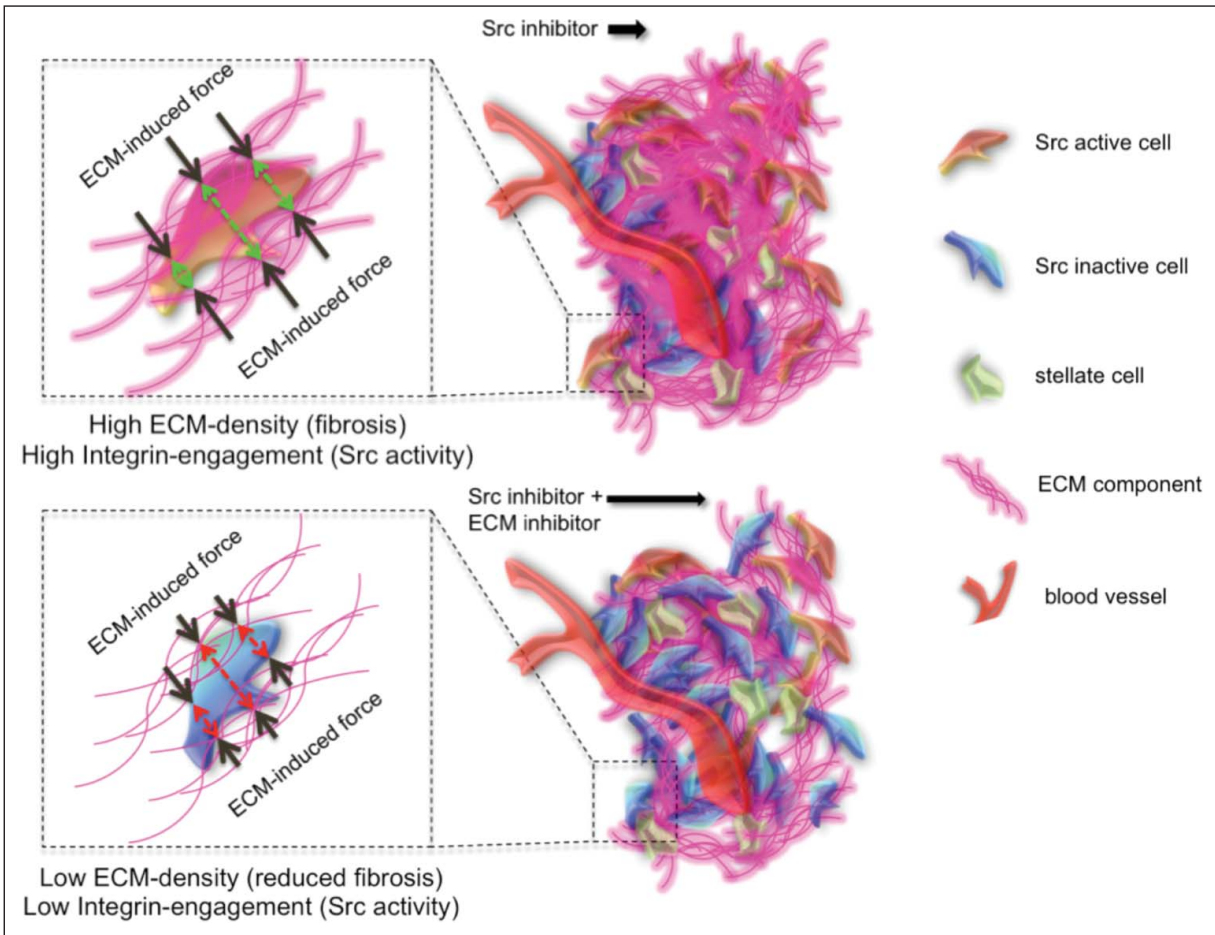 Src inhibitor
ECM-induced force
ECM-induced force
High ECM-density (fibrosis)
High Integrin-engagement (Src activity)
Src inhibitor +
ECM inhibitor
ECM-induced force
ECM-induced force
Low ECM-density (reduced fibrosis)
Low Integrin-engagement (Src activity)
Src active cell
Src inactive cell
stellate cell
ECM component
blood vessel